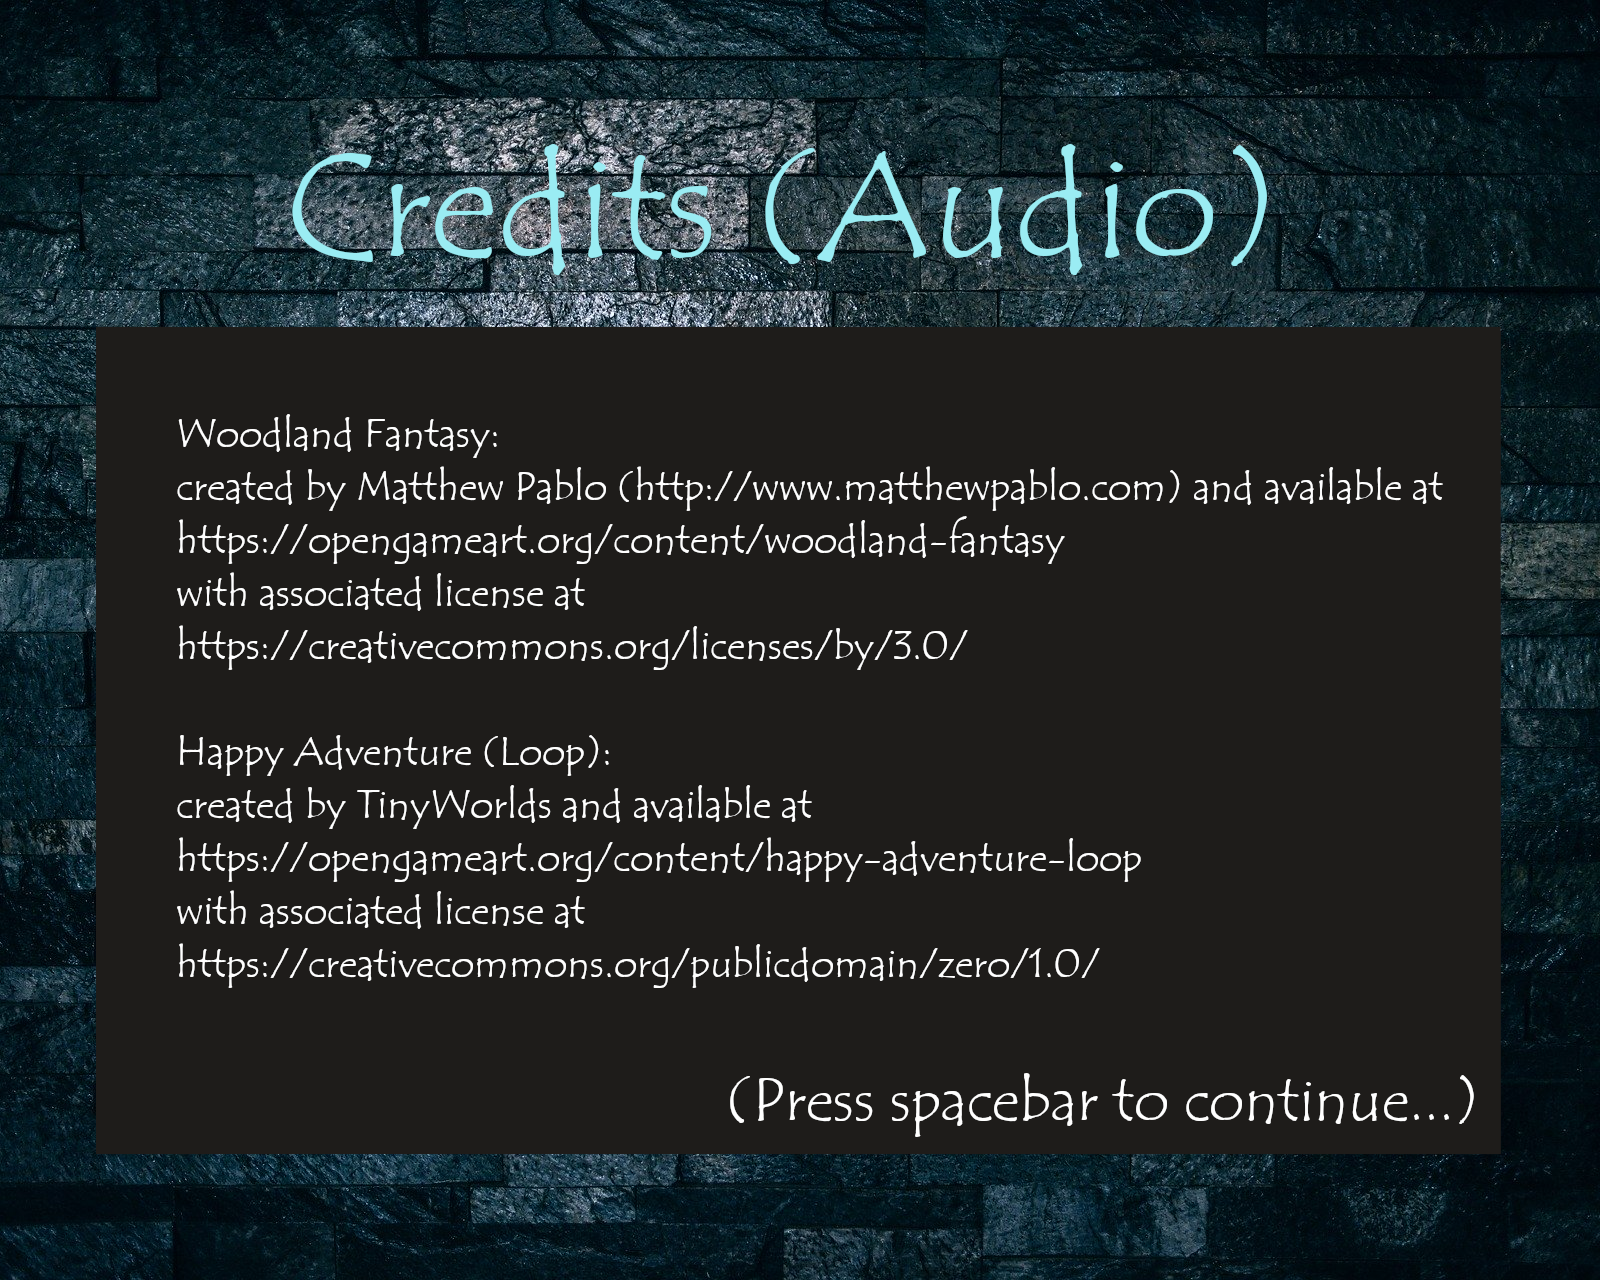 Credits (Audio)
Woodland Fantasy:
created by Matthew Pablo (http://www.matthewpablo.com) and available at
https://opengameart.org/content/woodland-fantasy
with associated license at
https://creativecommons.org/licenses/by/3.0/
Happy Adventure (Loop):
created by TinyWorlds and available at
https://opengameart.org/content/happy-adventure-loop
with associated license at
https://creativecommons.org/publicdomain/zero/1.0/
(Press spacebar to continue...)